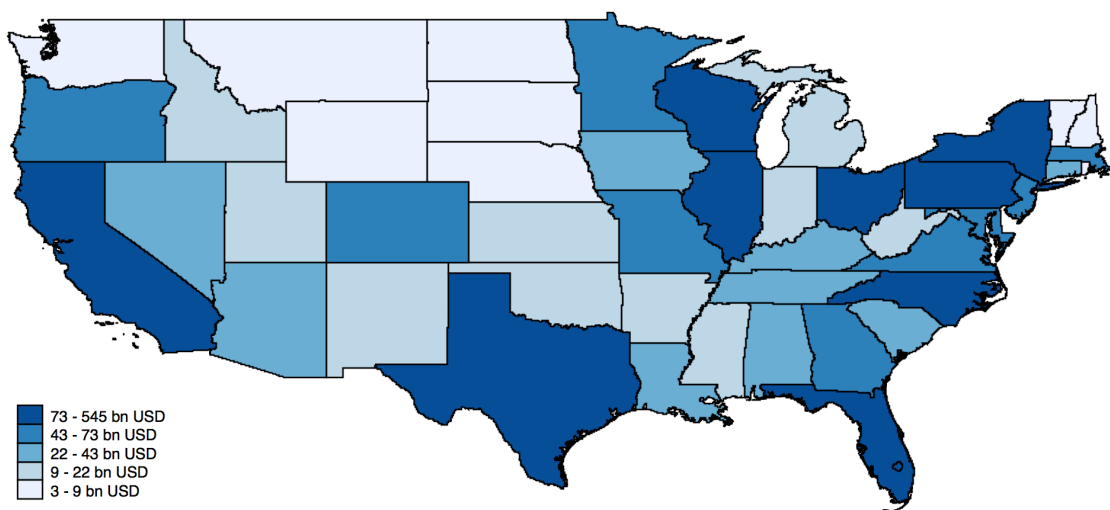 73 - 545 bn USD
43 - 73 bn USD
22 - 43 bn USD
9 - 22 bn USD
3 - 9 bn USD